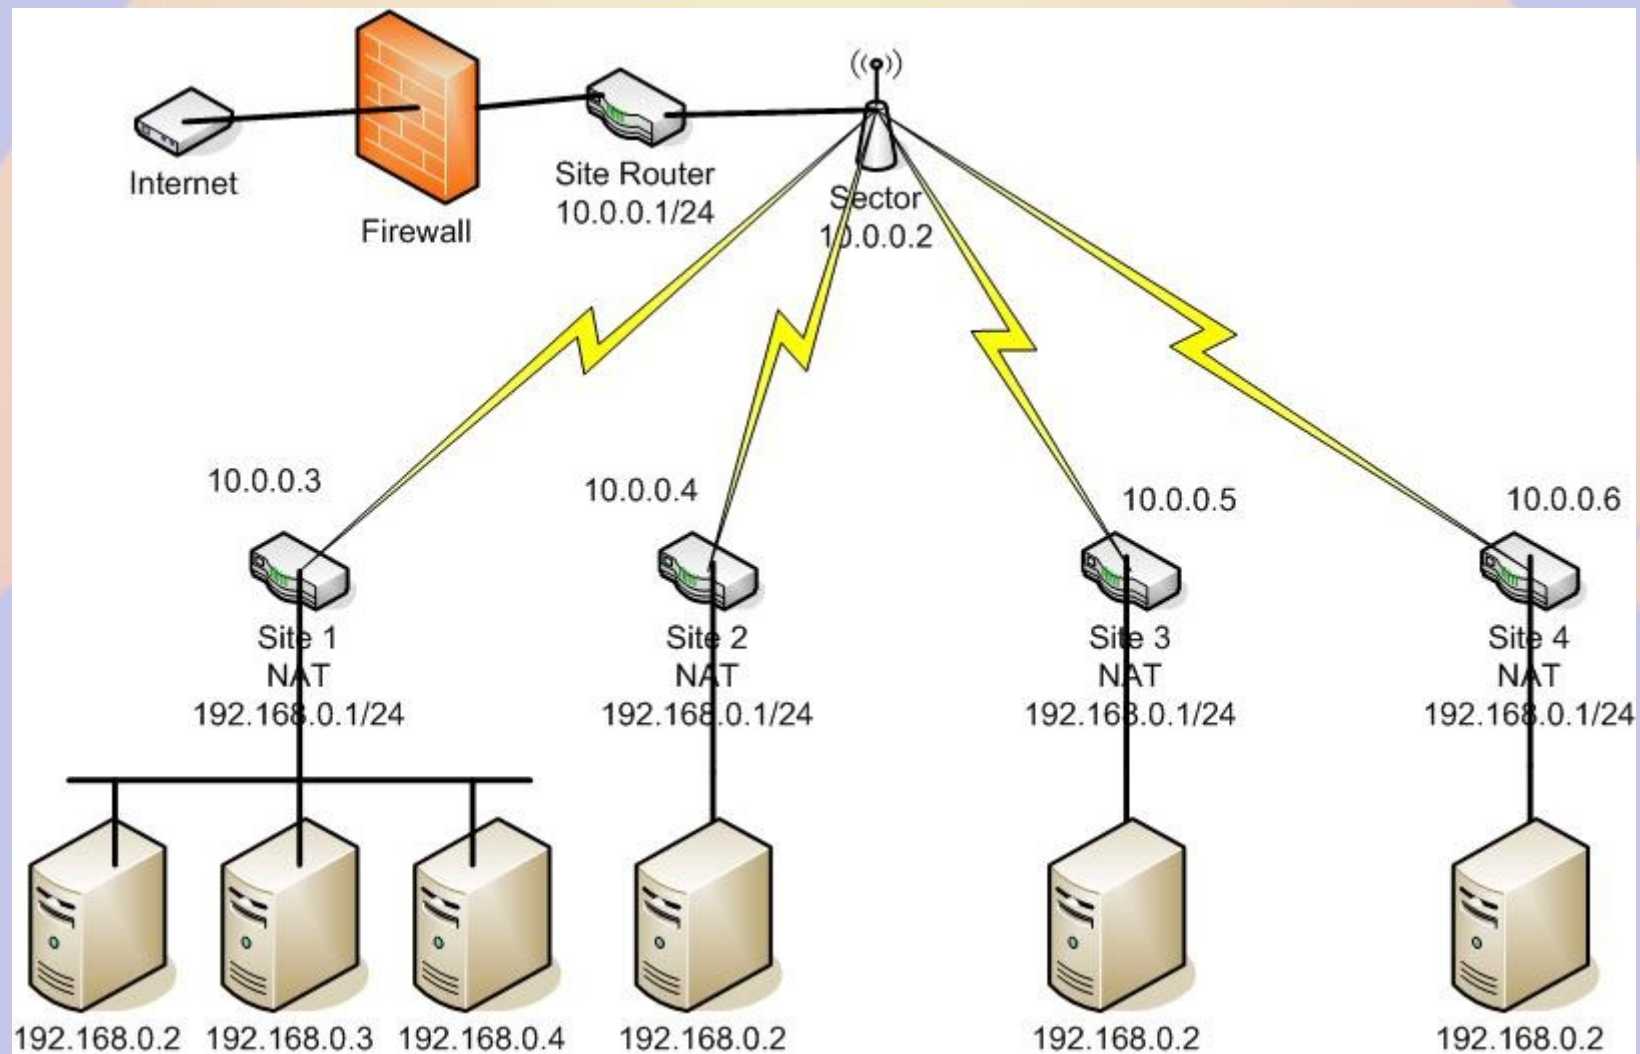 Internet
Firewall
Site Router
10.0.0.1/24
Sector
10.0.0.2
10.0.0.3
10.0.0.4
10.0.0.5
10.0.0.6
Site 1
NAT
192.168.0.1/24
Site 2
NAT
192.168.0.1/24
Site 3
NAT
192.168.0.1/24
Site 4
NAT
192.168.0.1/24
192.168.0.2
192.168.0.3
192.168.0.4
192.168.0.2
192.168.0.2
192.168.0.2